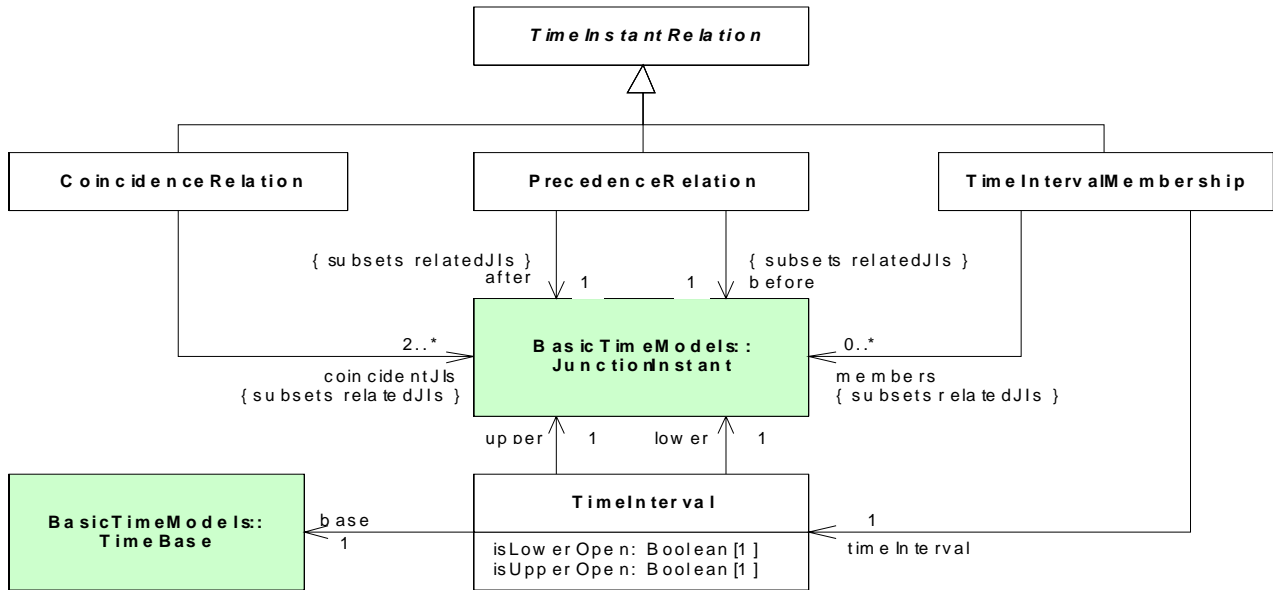 TimeInstantRelation
CoincidenceRelation
PrecedenceRelation
TimeIntervalMembership
{ subsets relatedJIs }
after
1
1
{ subsets relatedJIs }
before
2..*
coincidentJIs
{ subsets relatedJIs }
BasicTimeModels::
JunctionInstant
0..*
members
{ subsets relatedJIs }
upper
1
lower
1
BasicTimeModels::
TimeBase
base
1
TimeInterval
isLowerOpen: Boolean[1]
isUpperOpen: Boolean[1]
1
timeInterval